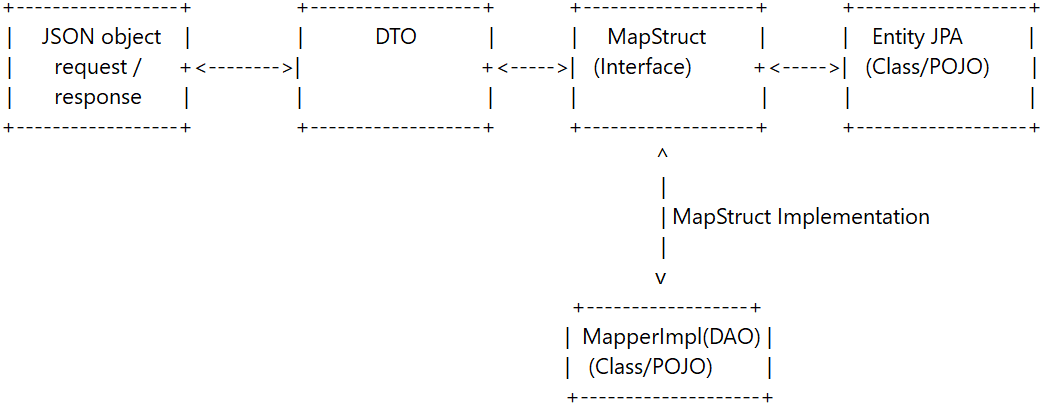 +-----------------+ +------------------+ +------------------+ +------------------+
| JSON object | | DTO | | MapStruct | | Entity JPA |
| request / +<-------->| +<----->| (Interface) +<----->| (Class/POJO) |
| response | | | | | | |
+-----------------+ +------------------+ +------------------+ +------------------+
^
|
| MapStruct Implementation
|
v
+------------------+
| MapperImpl(DAO) |
| (Class/POJO) |
+--------------------+